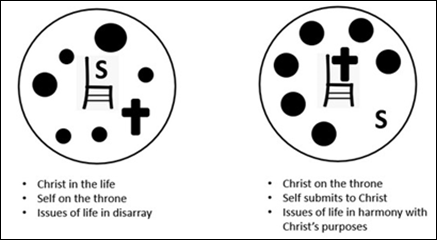 S
S
• Christ in the life
• Self on the throne
• Issues of life in disarray
• Christ on the throne
• Self submits to Christ
• Issues of life in harmony with
Christ's purposes